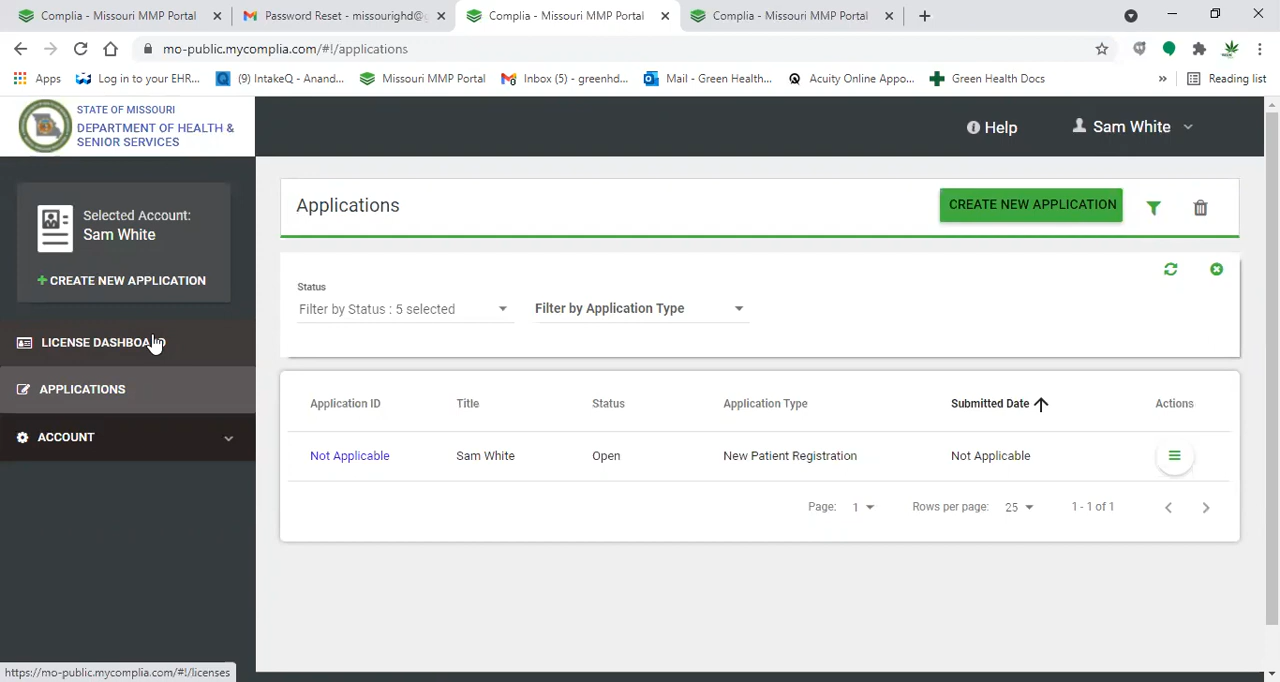 Complia - Missouri MMP Portal
Password Reset - missourighd@
Complia - Missouri MMP Portal
Complia - Missouri MMP Portal
mo-public.mycomplia.com/#!/applications
Apps
Log in to your EHR...
(9) IntakeQ - Anand...
Missouri MMP Portal
Inbox (5) - greenhd...
Mail - Green Health...
Acuity Online Appo...
Green Health Docs
»
Reading list
STATE OF MISSOURI
DEPARTMENT OF HEALTH &
SENIOR SERVICES
Help
Sam White
Selected Account:
Sam White
+CREATE NEW APPLICATION
LICENSE DASHBOARD
APPLICATIONS
ACCOUNT
Applications
CREATE NEW APPLICATION
Status
Filter by Status : 5 selected
Filter by Application Type
Application ID Title Status Application Type Submitted Date Actions
Not Applicable Sam White Open New Patient Registration Not Applicable
Page: 1 Rows per page: 25 1 - 1 of 1
https://mo-public.mycomplia.com/#!/licenses